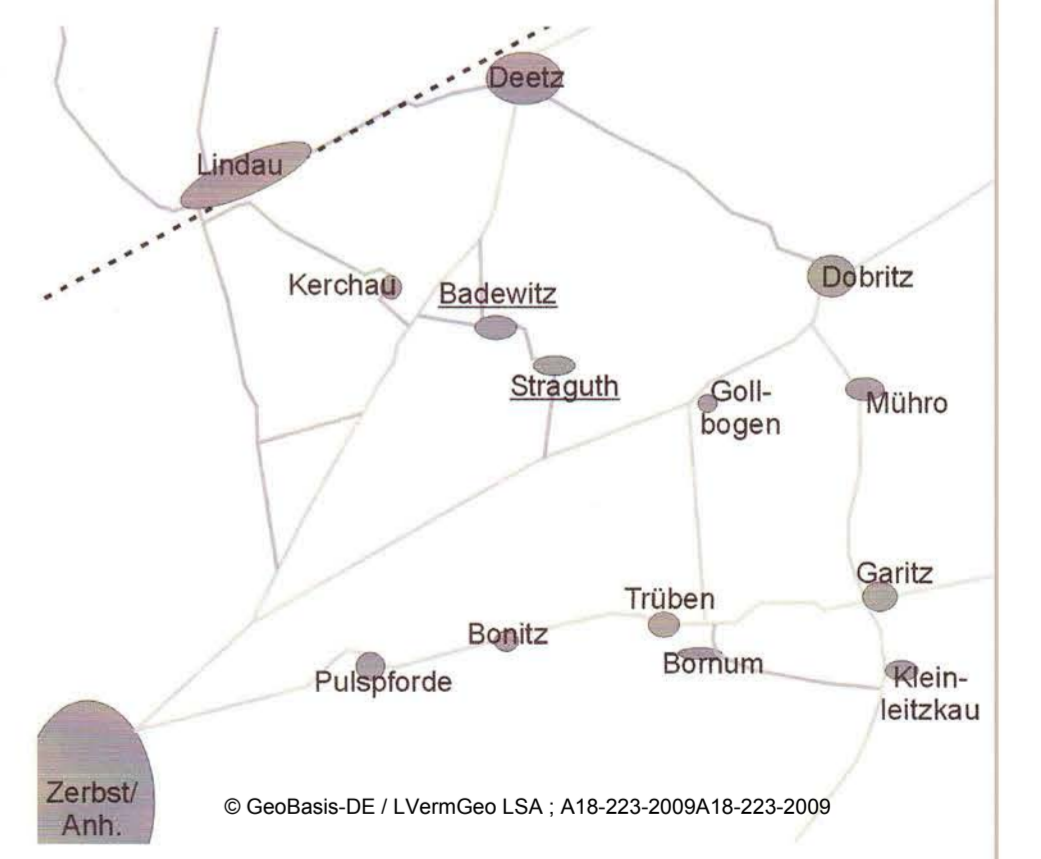 Deetz
Lindau
Dobritz
Kerchau
Badewitz
Straguth
Goll-
bogen
Mühro
Garitz
Trüben
Bonitz
Bornum
Pulspforde
Klein-
leitzkau
Zerbst/
Anh.
© GeoBasis-DE / LVermGeo LSA ; A18-223-2009A18-223-2009